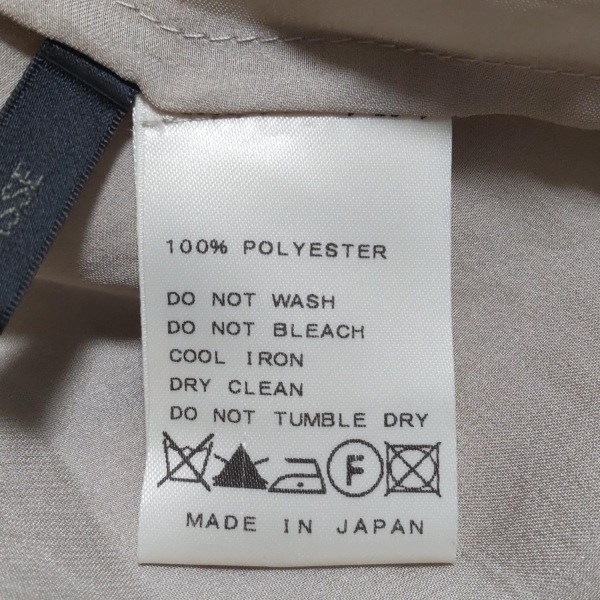 100% POLYESTER
DO NOT WASH
DO NOT BLEACH
COOL IRON
DRY CLEAN
DO NOT TUMBLE DRY
F
MADE IN JAPAN